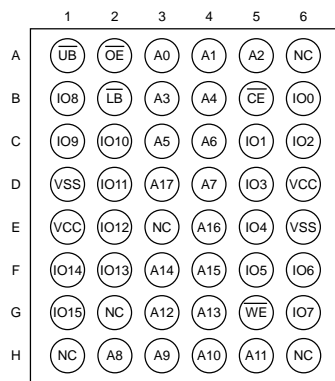 1 2 3 4 5 6
A UB OE A0 A1 A2 NC
B IO8 LB A3 A4 CE IO0
C IO9 IO10 A5 A6 IO1 IO2
D VSS IO11 A17 A7 IO3 VCC
E VCC IO12 NC A16 IO4 VSS
F IO14 IO13 A14 A15 IO5 IO6
G IO15 NC A12 A13 WE IO7
H NC A8 A9 A10 A11 NC